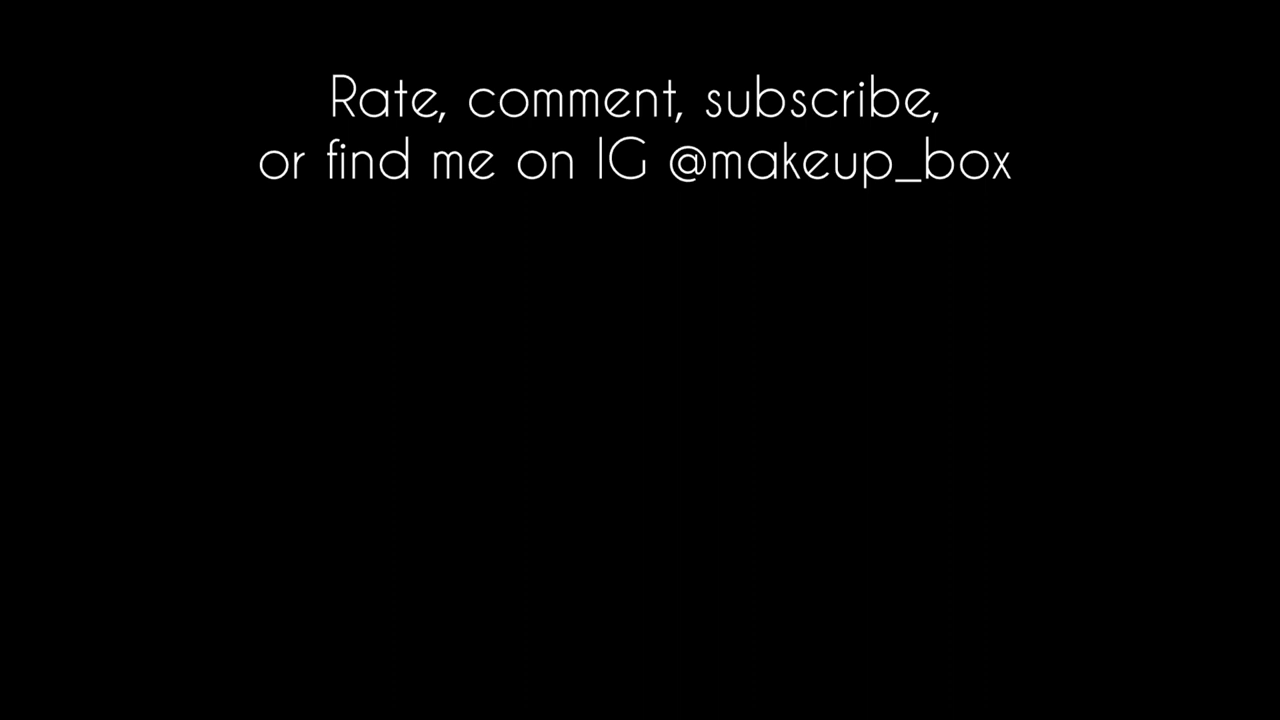 Rate, comment, subscribe,
or find me on IG @makeup_box